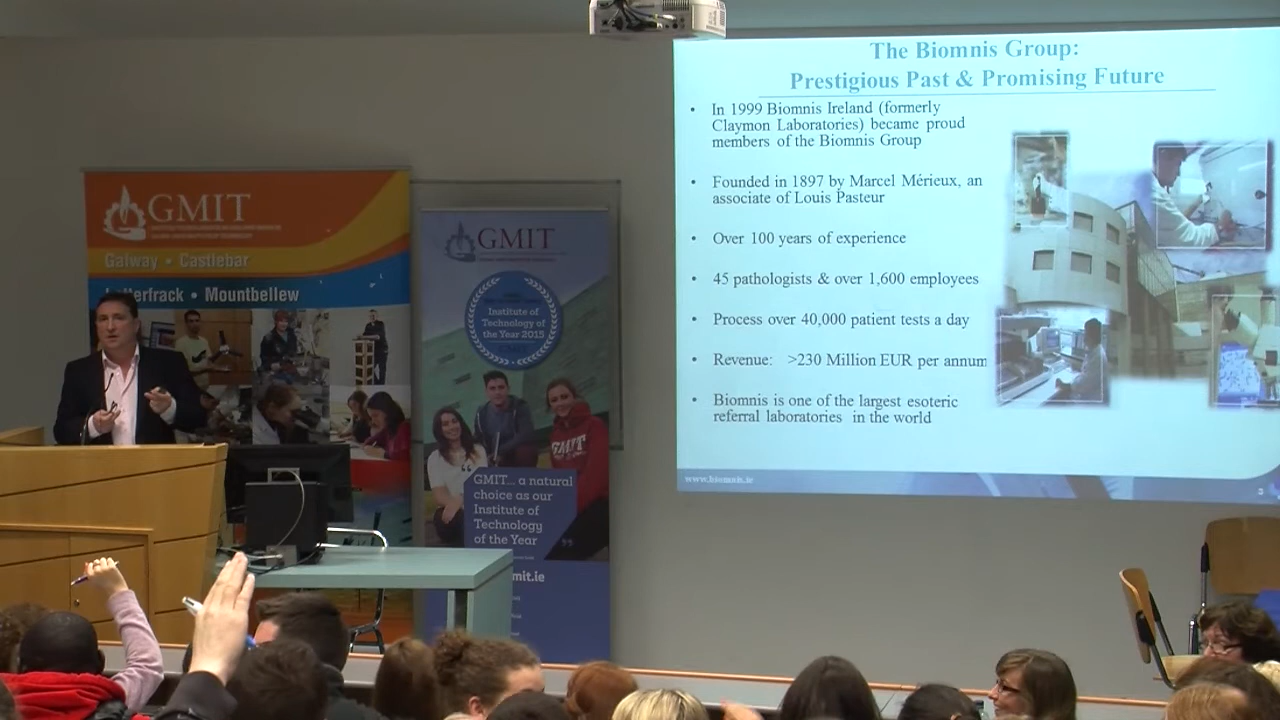 The Biomnis Group:
Prestigious Past & Promising Future
• In 1999 Biomnis Ireland (formerly
Claymon Laboratories) became proud
members of the Biomnis Group
• Founded in 1897 by Marcel Mérieux, an
associate of Louis Pasteur
• Over 100 years of experience
• 45 pathologists & over 1,600 employees
• Process over 40,000 patient tests a day
• Revenue: >230 Million EUR per annum
• Biomnis is one of the largest esoteric
referral laboratories in the world
www.biomnis.ie
GMIT
Galway • Castlebar
Letterfrack • Mountbellew
GMIT
Institute of
Technology of
the Year 2015
GMIT
GMIT... a natural
choice as our
Institute of
Technology
of the Year
mit.ie